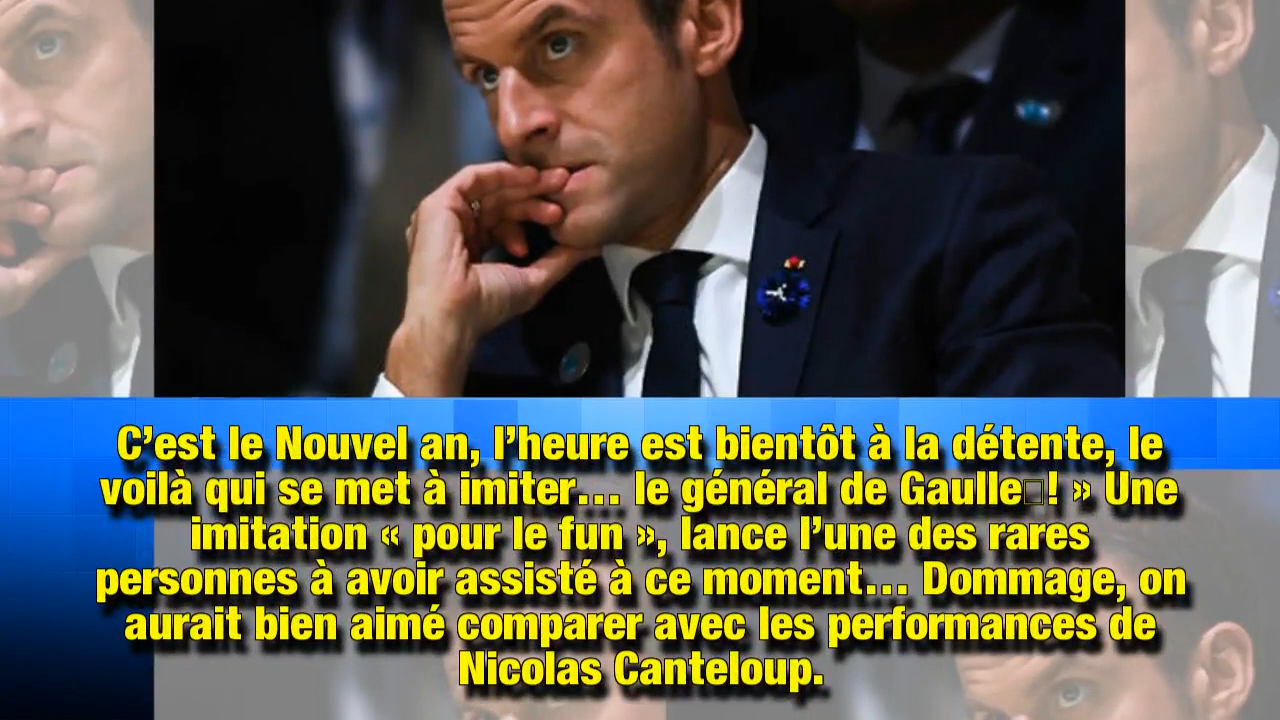 C’est le Nouvel an, l’heure est bientôt à la détente, le
voilà qui se met à imiter… le général de Gaulle□! » Une
imitation « pour le fun », lance l’une des rares
personnes à avoir assisté à ce moment… Dommage, on
aurait bien aimé comparer avec les performances de
Nicolas Canteloup.